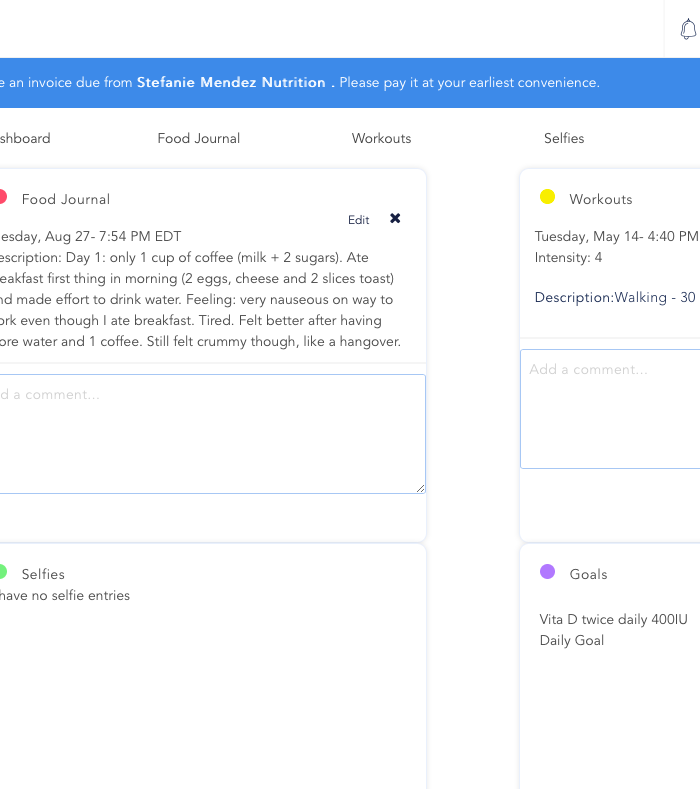 e an invoice due from Stefanie Mendez Nutrition . Please pay it at your earliest convenience.
shboard Food Journal Workouts Selfies
Food Journal
Edit ✖
esday, Aug 27- 7:54 PM EDT
escription: Day 1: only 1 cup of coffee (milk + 2 sugars). Ate
eakfast first thing in morning (2 eggs, cheese and 2 slices toast)
nd made effort to drink water. Feeling: very nauseous on way to
ork even though I ate breakfast. Tired. Felt better after having
ore water and 1 coffee. Still felt crummy though, like a hangover.
d a comment...
Workouts
Tuesday, May 14- 4:40 PM
Intensity: 4
Description:Walking - 30
Add a comment...
Selfies
have no selfie entries
Goals
Vita D twice daily 400IU
Daily Goal